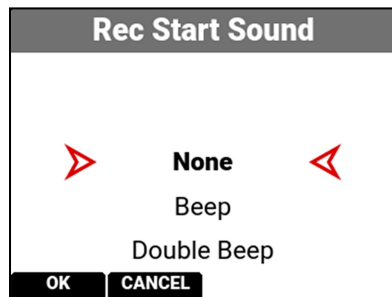 Rec Start Sound
None
Beep
Double Beep
OK CANCEL